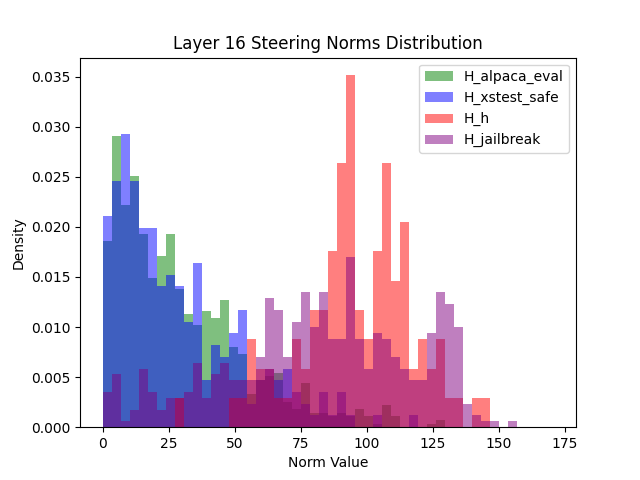 Layer 16 Steering Norms Distribution
H_alpaca_eval
H_xstest_safe
H_h
H_jailbreak
0.035
0.030
0.025
0.020
0.015
0.010
0.005
0.000
Density
0 25 50 75 100 125 150 175
Norm Value